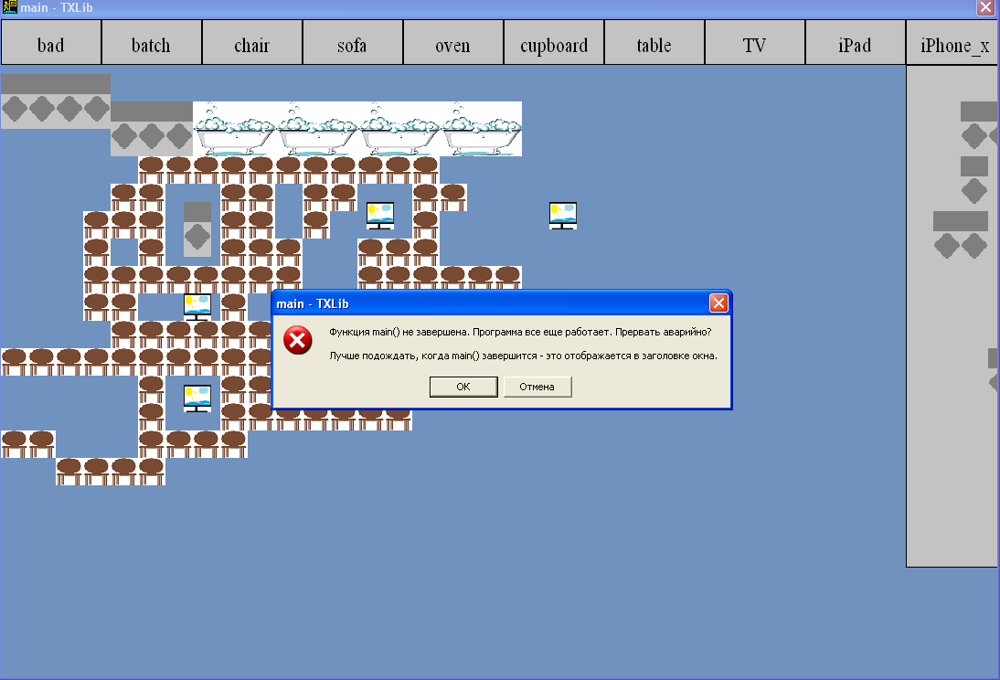 main - TXLib
bad batch chair sofa oven cupboard table TV iPad iPhone_x
main - TXLib
Функция main() не завершена. Программа все еще работает. Прервать аварийно?
Лучше подождать, когда main() завершится - это отображается в заголовке окна.
OK Отмена